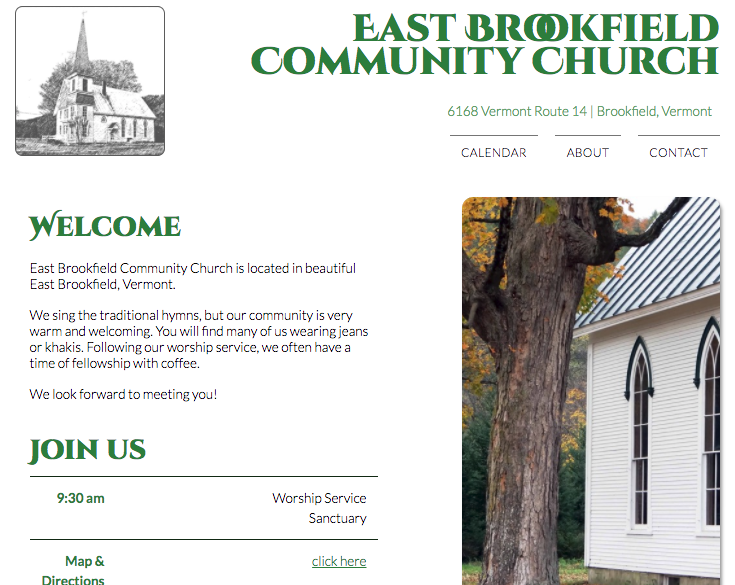 East Brookfield
Community Church
6168 Vermont Route 14 | Brookfield, Vermont
CALENDAR ABOUT CONTACT
Welcome
East Brookfield Community Church is located in beautiful
East Brookfield, Vermont.
We sing the traditional hymns, but our community is very
warm and welcoming. You will find many of us wearing jeans
or khakis. Following our worship service, we often have a
time of fellowship with coffee.
We look forward to meeting you!
Join us
9:30 am Worship Service
Sanctuary
Map & click here
Directions